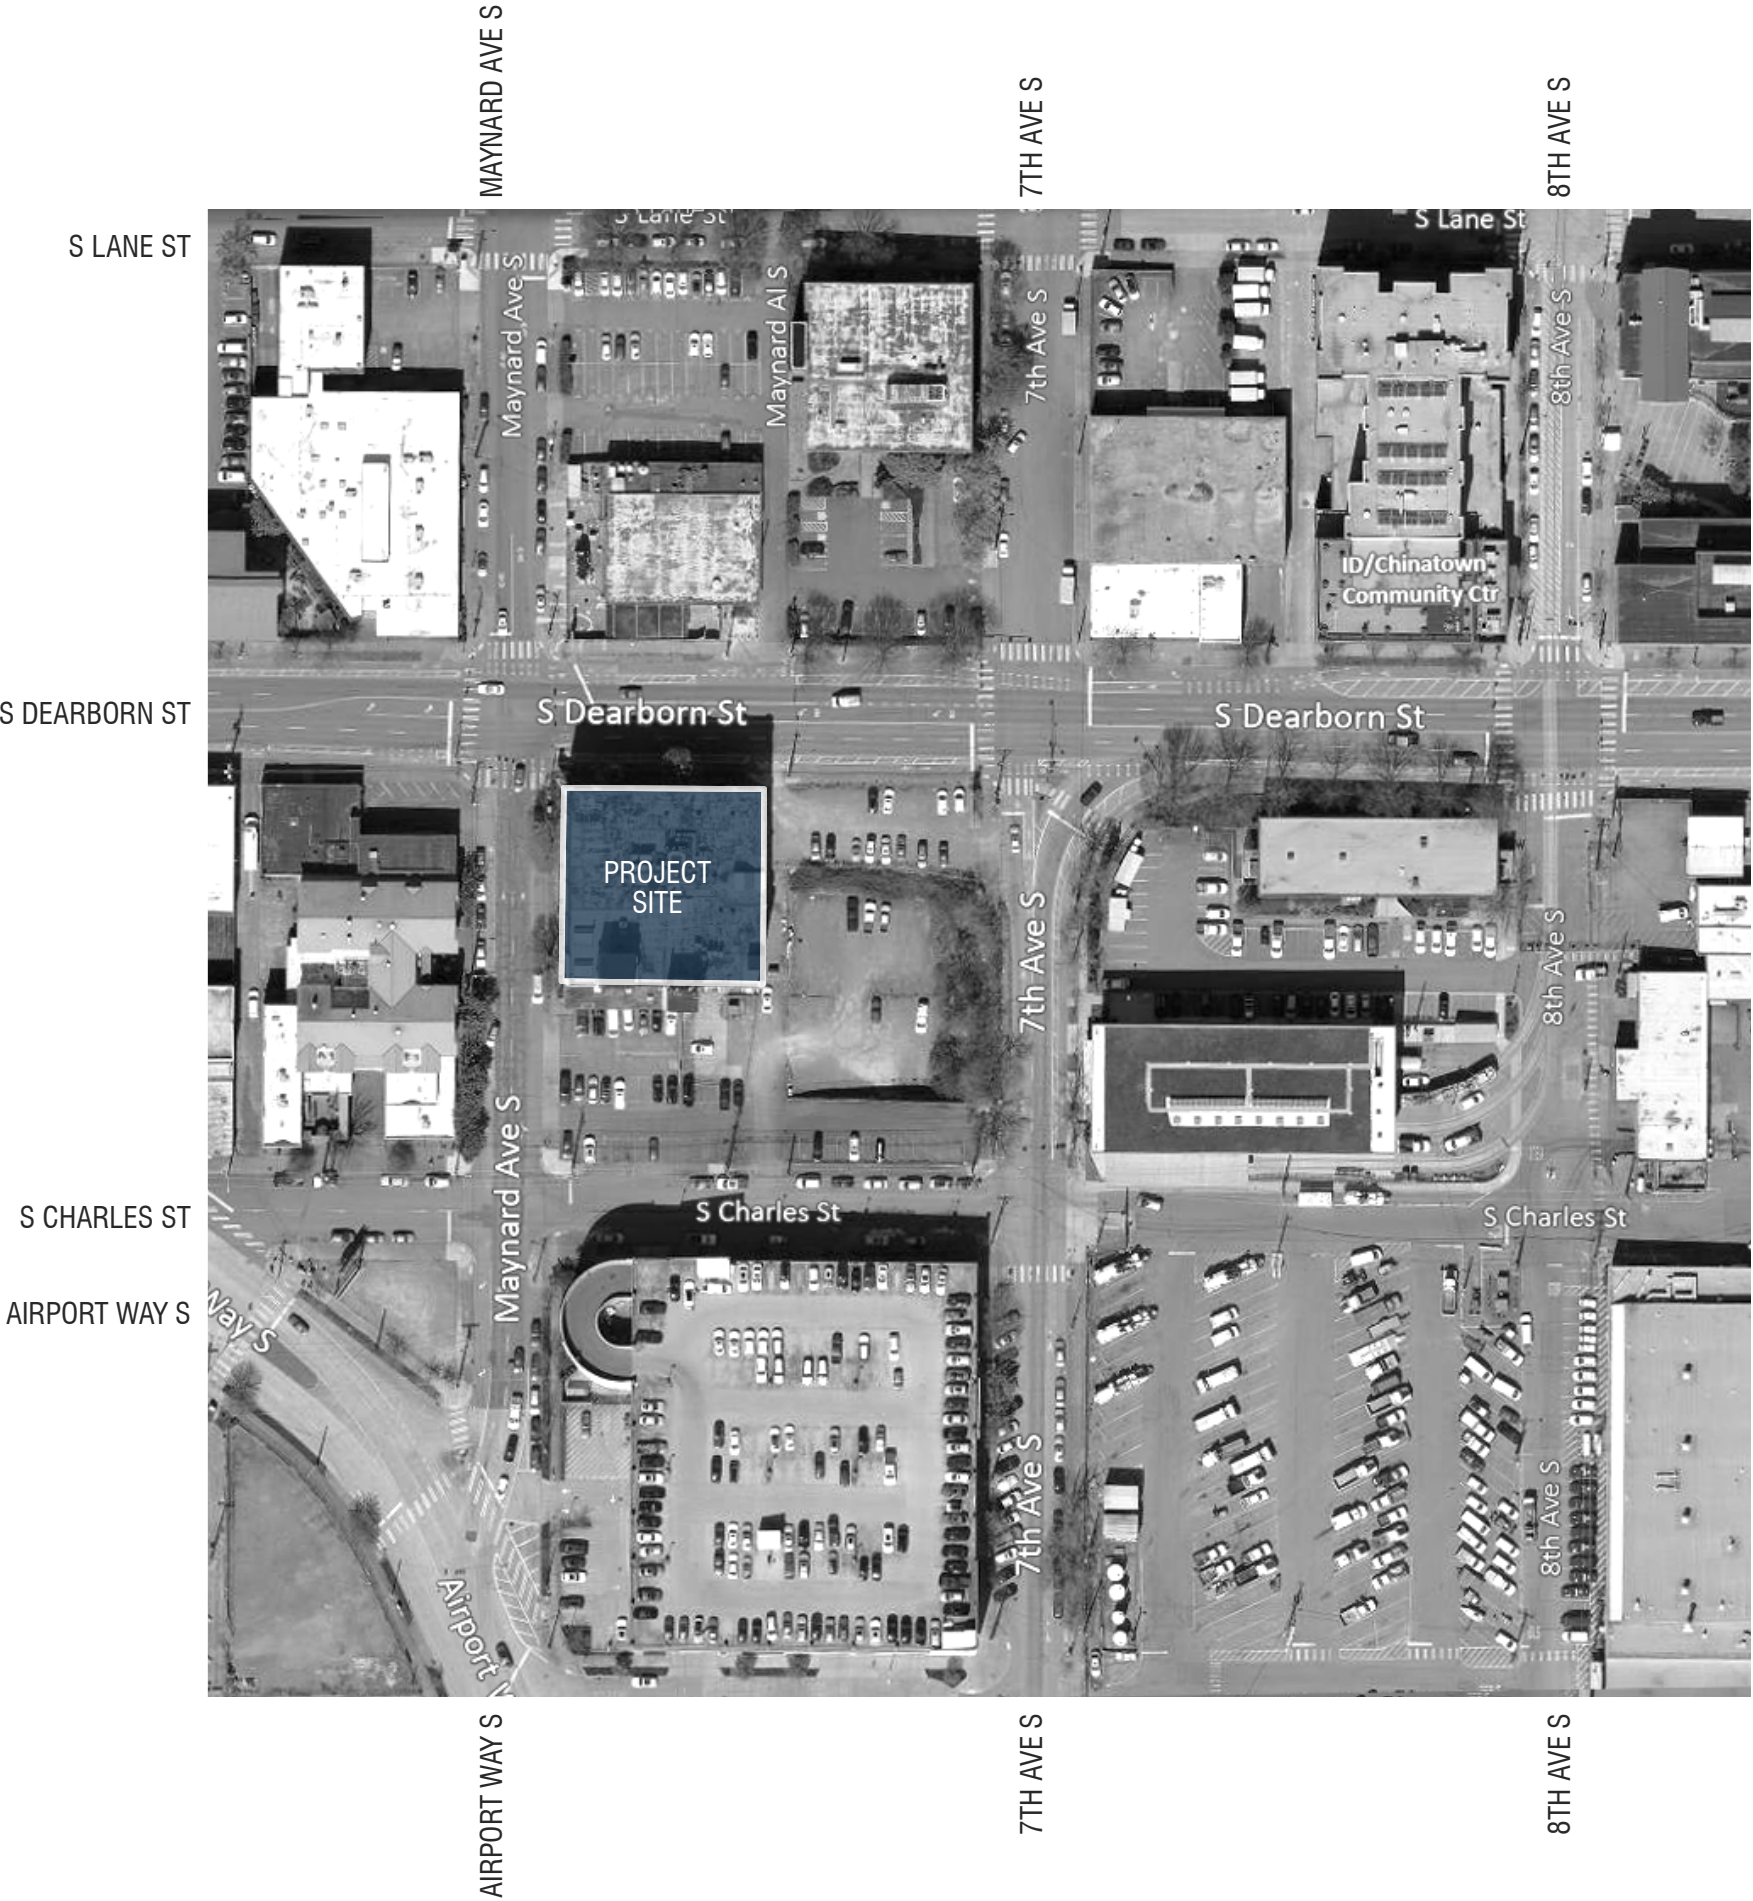 MAYNARD AVE S
7TH AVE S
8TH AVE S
S LANE ST
S Lane St
S Lane St
Maynard Ave S
Maynard Al S
7th Ave S
8th Ave S
ID/Chinatown
Community Ctr
S DEARBORN ST
S Dearborn St
S Dearborn St
PROJECT
SITE
7th Ave S
8th Ave S
Maynard Ave S
S CHARLES ST
S Charles St
S Charles St
AIRPORT WAY S
Way S
7th Ave S
8th Ave S
Airport
AIRPORT WAY S
7TH AVE S
8TH AVE S